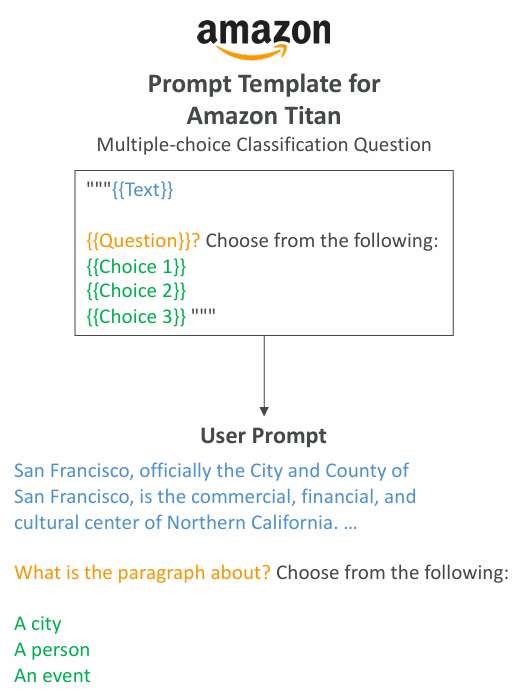 amazon
Prompt Template for
Amazon Titan
Multiple-choice Classification Question
"""{{Text}}
{{Question}}? Choose from the following:
{{Choice 1}}
{{Choice 2}}
{{Choice 3}} """
User Prompt
San Francisco, officially the City and County of
San Francisco, is the commercial, financial, and
cultural center of Northern California. ...
What is the paragraph about? Choose from the following:
A city
A person
An event